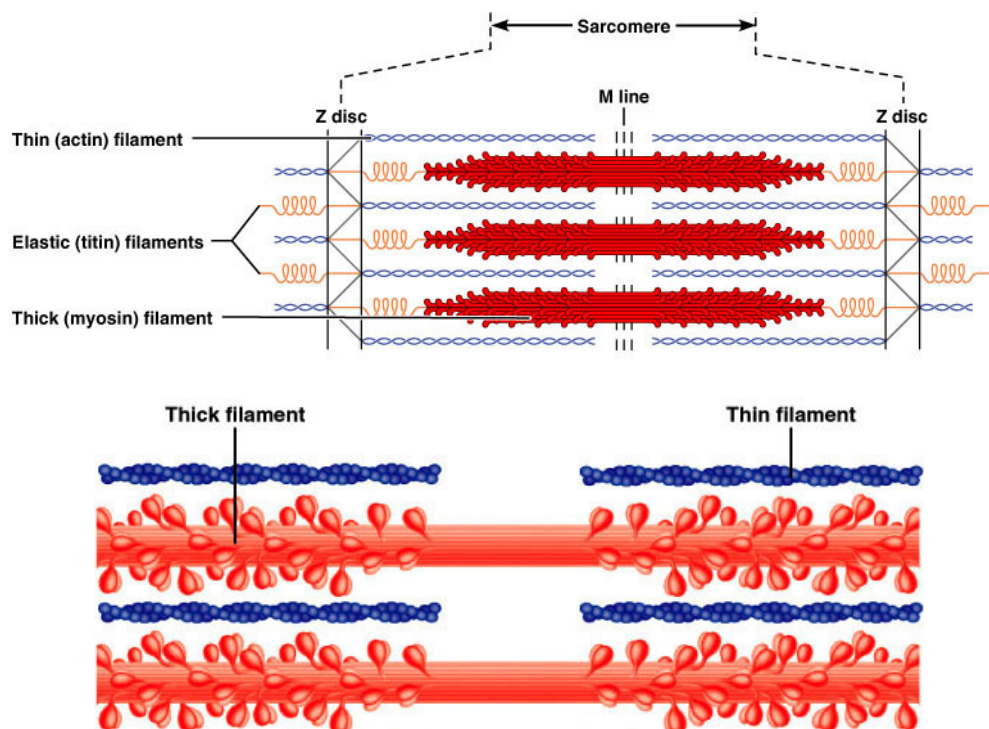 Sarcomere
Z disc
M line
Z disc
Thin (actin) filament
Elastic (titin) filaments
Thick (myosin) filament
Thick filament
Thin filament